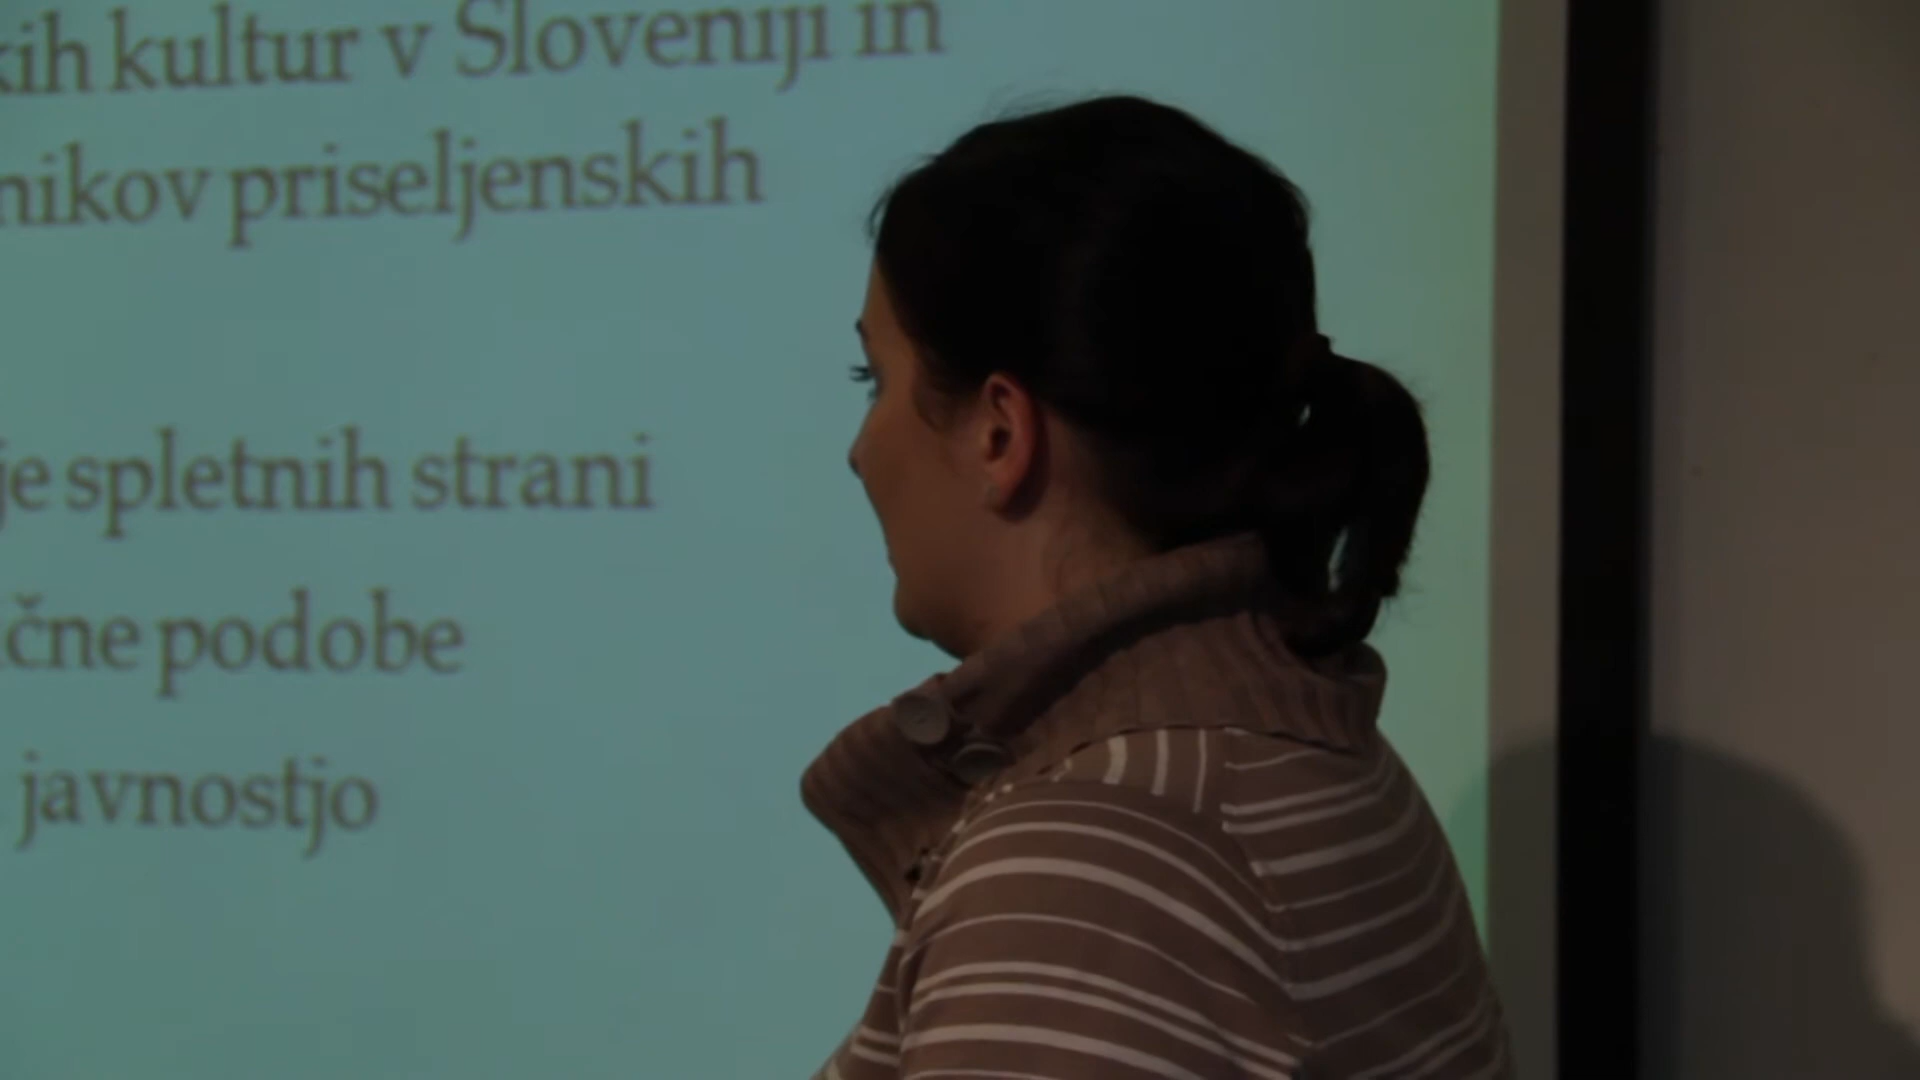 kih kultur v Sloveniji in
nikov priseljenskih
je spletnih strani
čne podobe
javnostjo